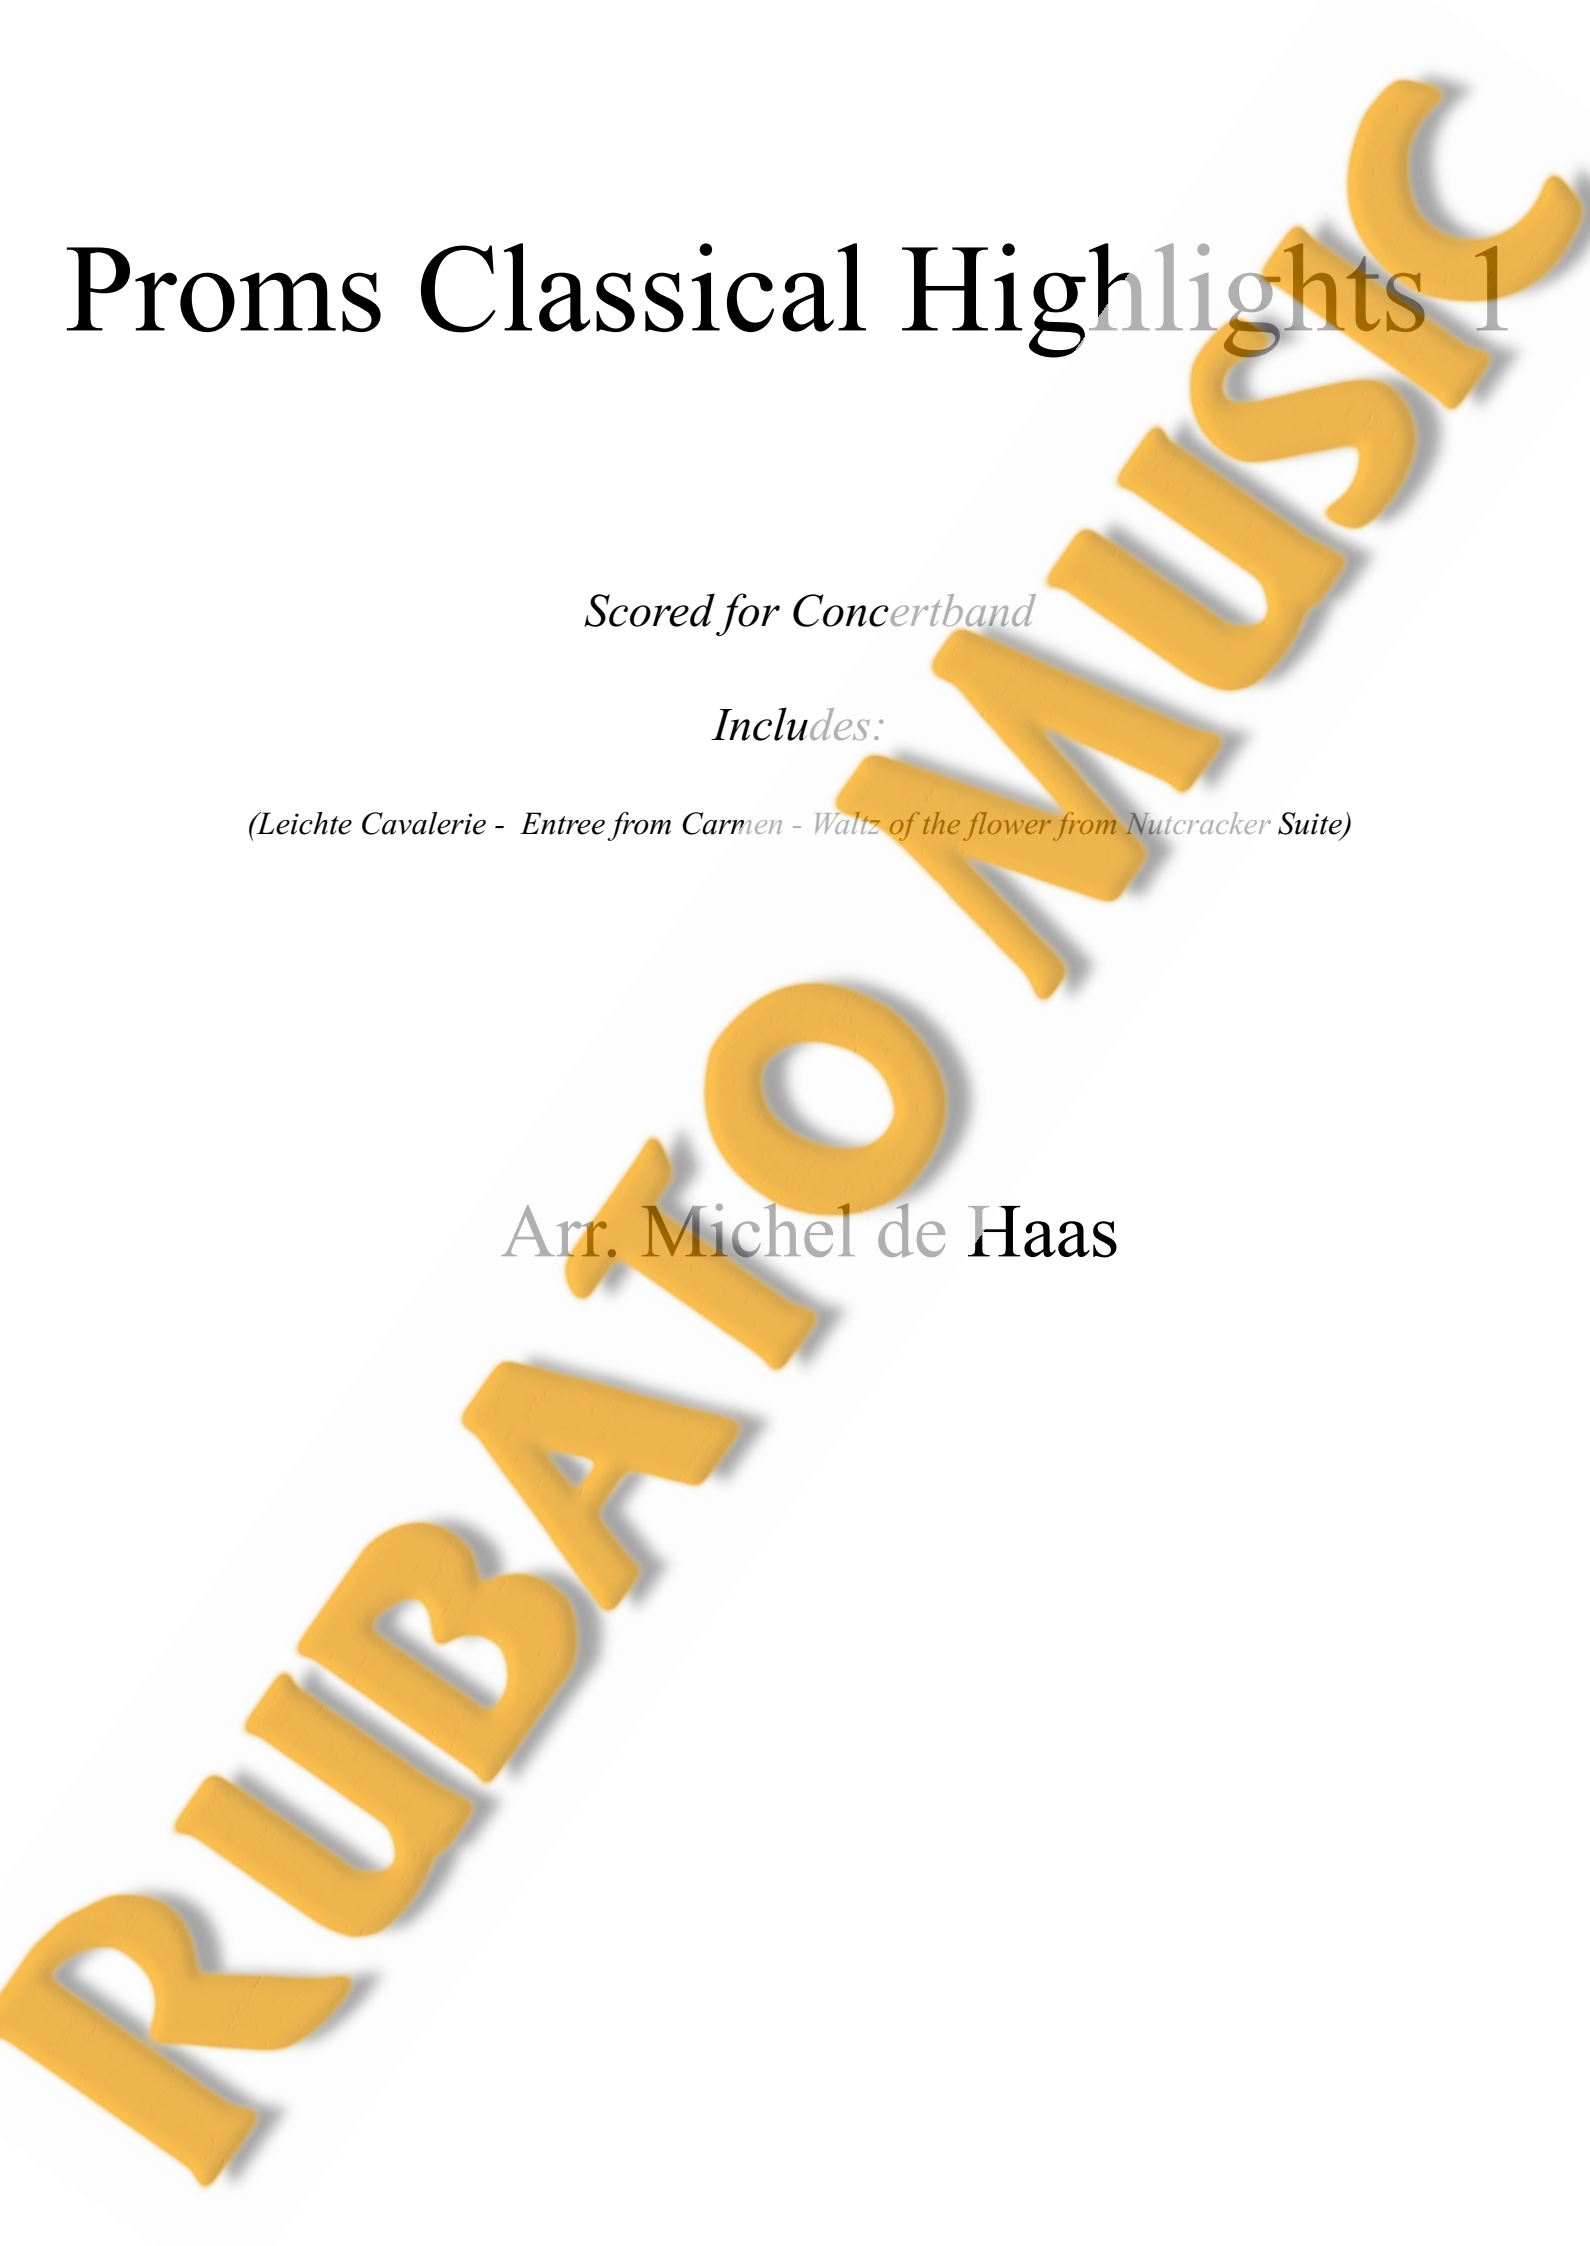 Proms Classical Highlights 1
Scored for Concertband
Includes:
(Leichte Cavalerie - Entree from Carmen - Waltz of the flower from Nutcracker Suite)
Arr. Michel de Haas
RUBATO MUSIC